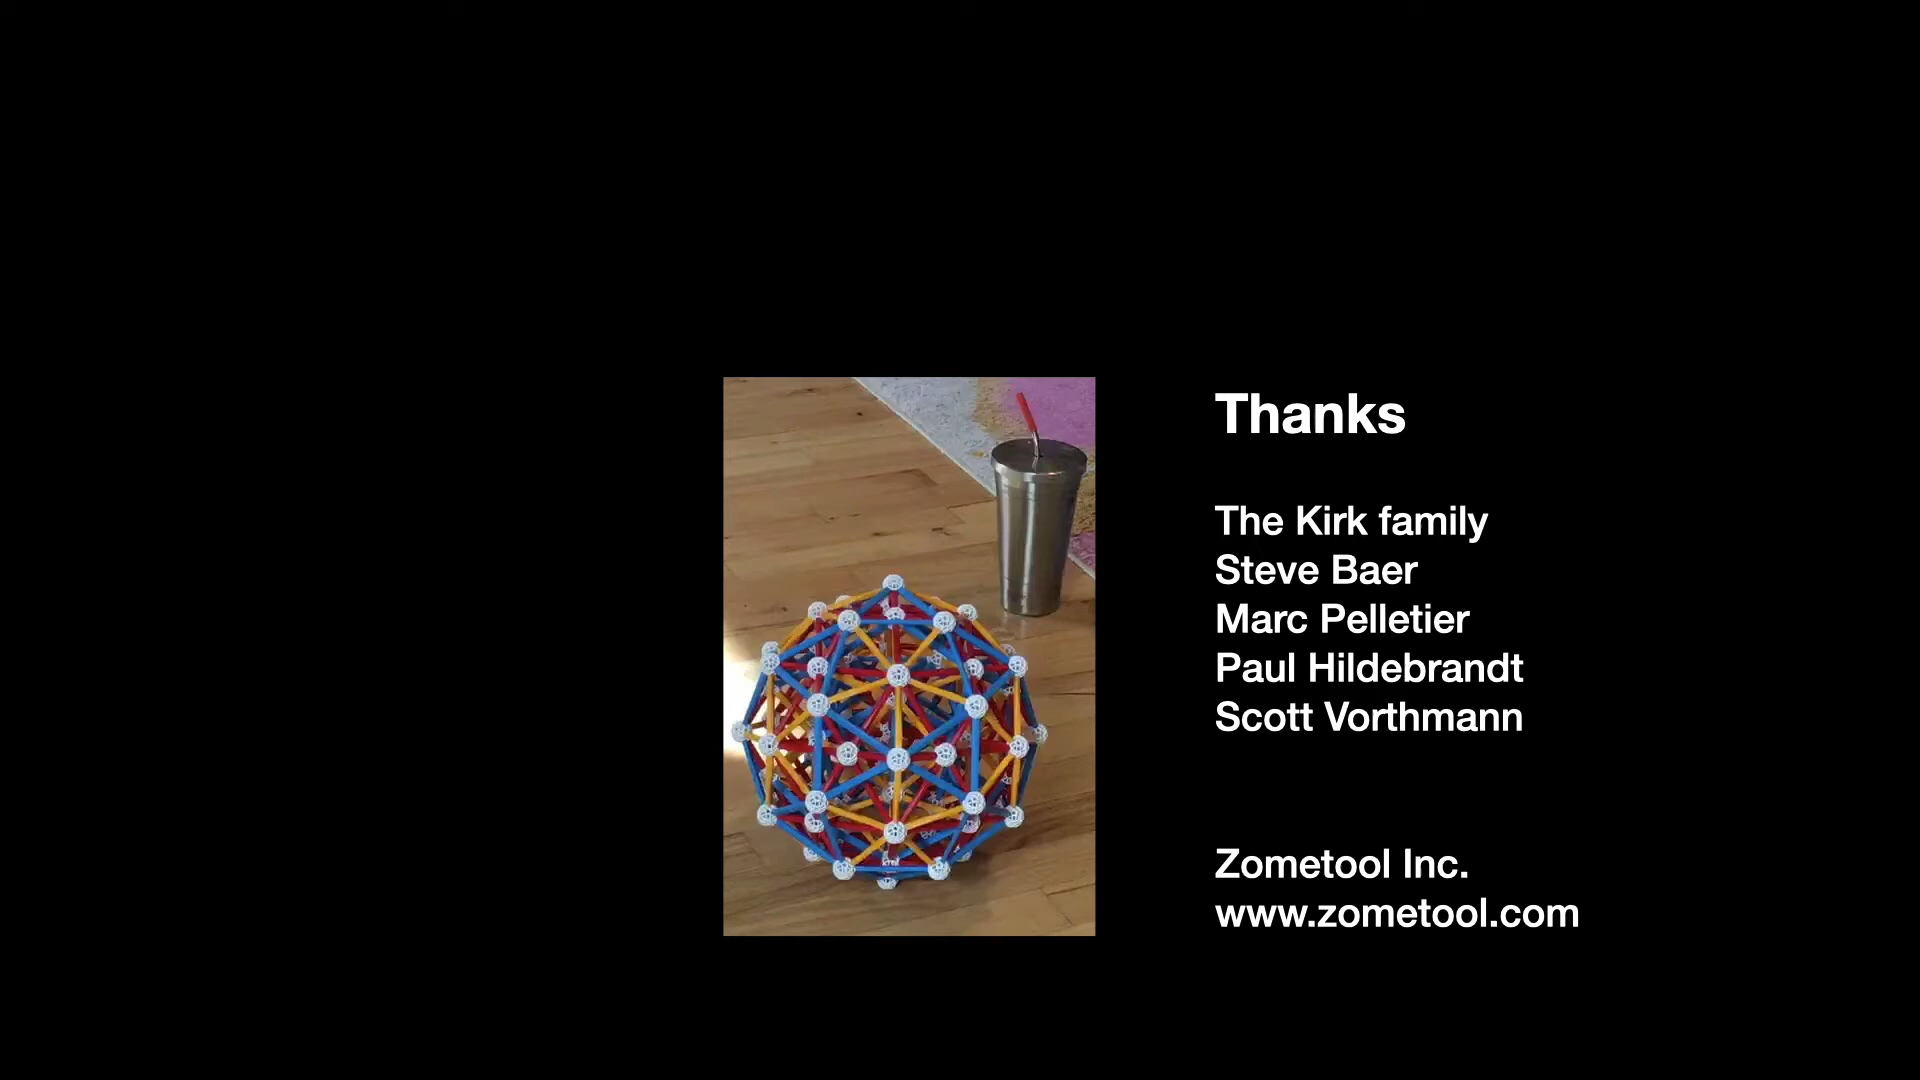 Thanks
The Kirk family
Steve Baer
Marc Pelletier
Paul Hildebrandt
Scott Vorthmann
Zometool Inc.
www.zometool.com